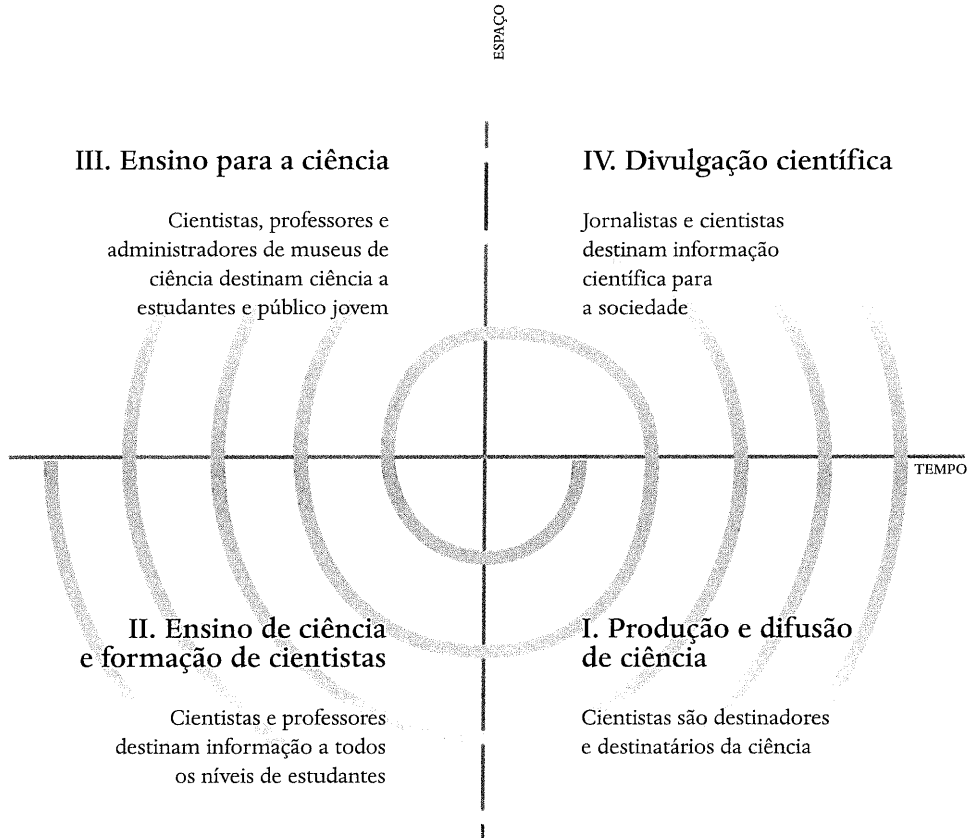 ESPAÇO
III. Ensino para a ciência
Cientistas, professores e
administradores de museus de
ciência destinam ciência a
estudantes e público jovem
IV. Divulgação científica
Jornalistas e cientistas
destinam informação
científica para
a sociedade
TEMPO
II. Ensino de ciência
e formação de cientistas
Cientistas e professores
destinam informação a todos
os níveis de estudantes
I. Produção e difusão
de ciência
Cientistas são destinadores
e destinatários da ciência